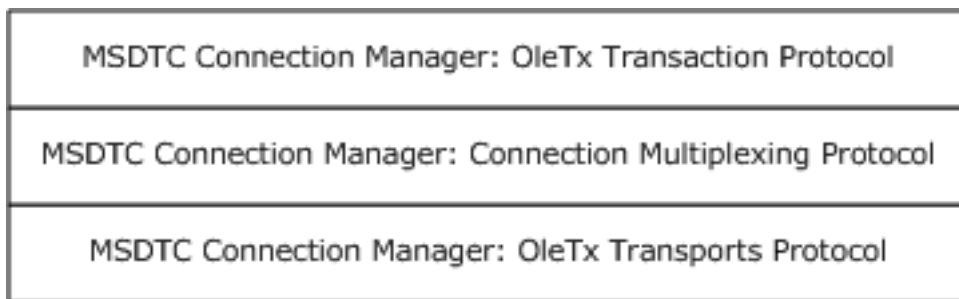 MSDTC Connection Manager: OleTx Transaction Protocol
MSDTC Connection Manager: Connection Multiplexing Protocol
MSDTC Connection Manager: OleTx Transports Protocol